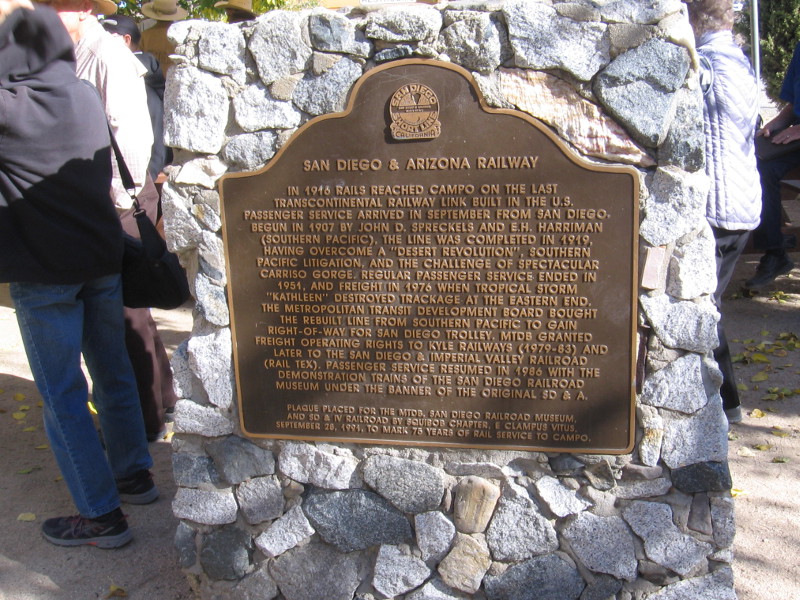 SAN DIEGO
SHORT LINE
CALIFORNIA
SAN DIEGO & ARIZONA RAILWAY
IN 1916 RAILS REACHED CAMPO ON THE LAST
TRANSCONTINENTAL RAILWAY LINK BUILT IN THE U.S.
PASSENGER SERVICE ARRIVED IN SEPTEMBER FROM SAN DIEGO.
BEGUN IN 1907 BY JOHN D. SPRECKELS AND E.H. HARRIMAN
(SOUTHERN PACIFIC), THE LINE WAS COMPLETED IN 1919,
HAVING OVERCOME A "DESERT REVOLUTION", SOUTHERN
PACIFIC LITIGATION, AND THE CHALLENGE OF SPECTACULAR
CARRISO GORGE. REGULAR PASSENGER SERVICE ENDED IN
1951, AND FREIGHT IN 1976 WHEN TROPICAL STORM
"KATHLEEN" DESTROYED TRACKAGE AT THE EASTERN END.
THE METROPOLITAN TRANSIT DEVELOPMENT BOARD BOUGHT
THE REBUILT LINE FROM SOUTHERN PACIFIC TO GAIN
RIGHT-OF-WAY FOR SAN DIEGO TROLLEY. MTDB GRANTED
FREIGHT OPERATING RIGHTS TO KYLE RAILWAYS (1979-83) AND
LATER TO THE SAN DIEGO & IMPERIAL VALLEY RAILROAD
(RAIL TEX). PASSENGER SERVICE RESUMED IN 1986 WITH THE
DEMONSTRATION TRAINS OF THE SAN DIEGO RAILROAD
MUSEUM UNDER THE BANNER OF THE ORIGINAL SD & A.
PLAQUE PLACED FOR THE MTDB, SAN DIEGO RAILROAD MUSEUM,
AND SD & IV RAILROAD BY SQUIBOB CHAPTER, E CLAMPUS VITUS,
SEPTEMBER 28, 1991, TO MARK 75 YEARS OF RAIL SERVICE TO CAMPO.